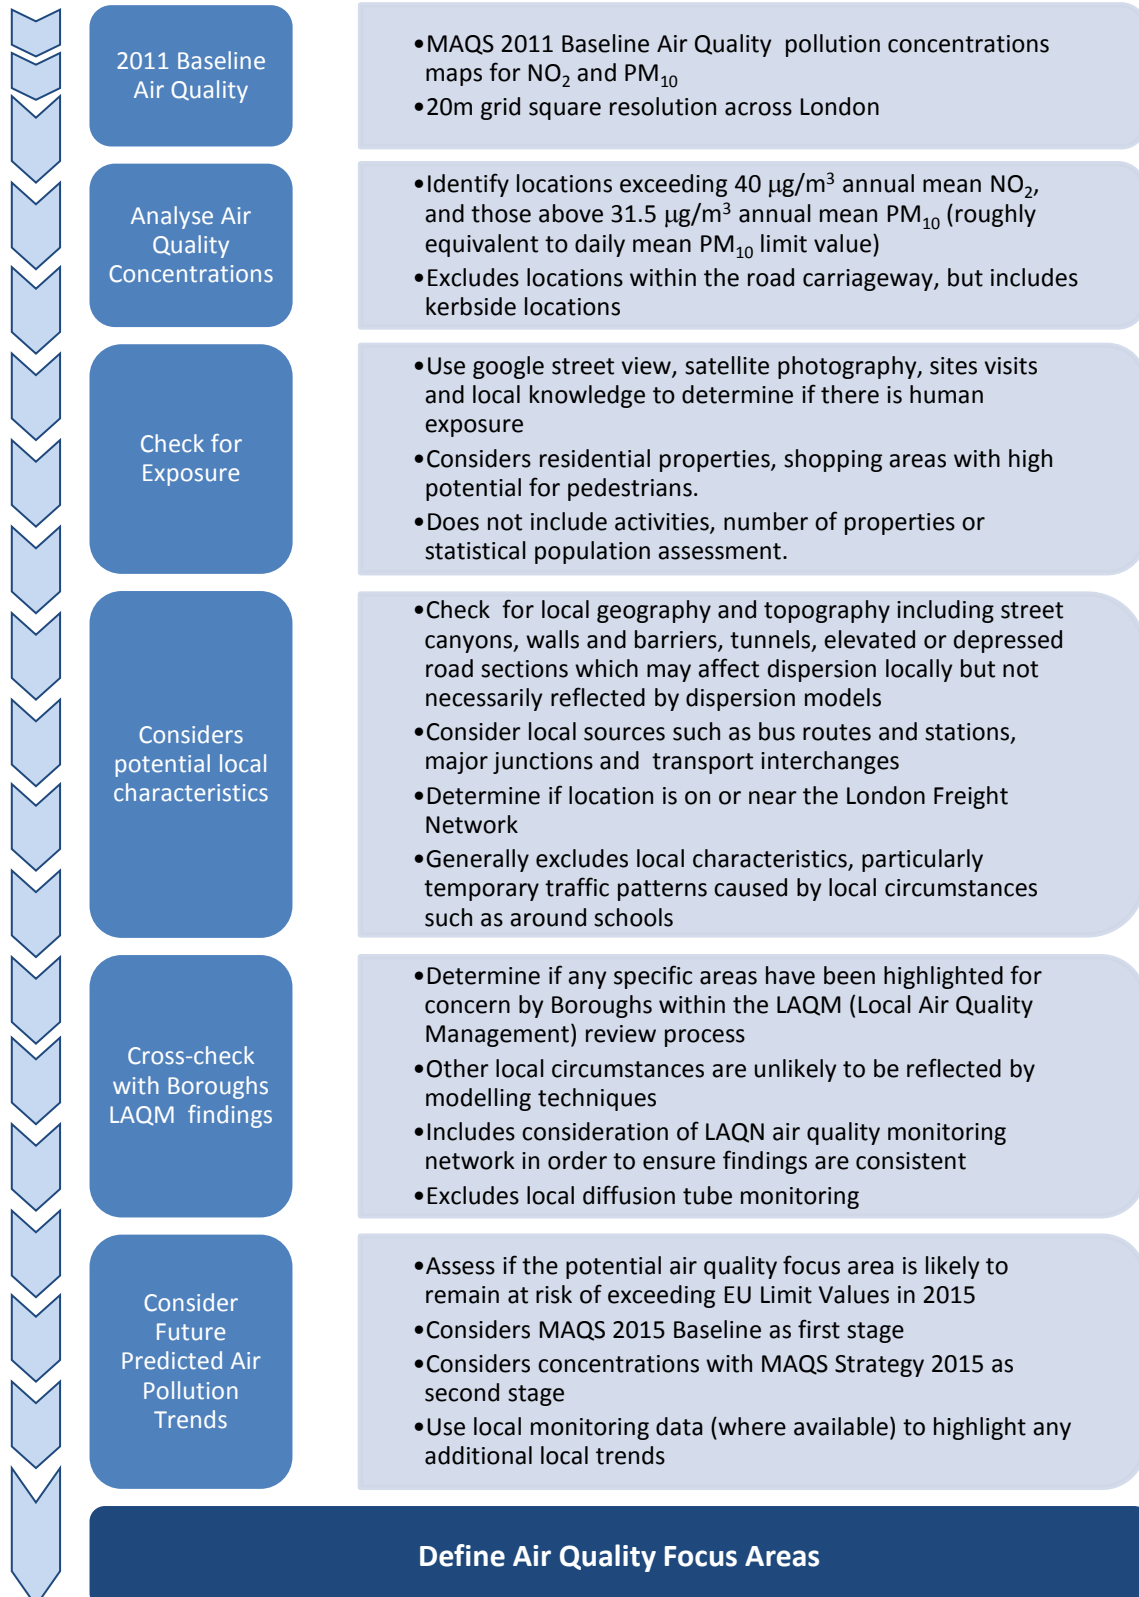 2011 Baseline
Air Quality
•MAQS 2011 Baseline Air Quality  pollution concentrations
maps for NO₂ and PM₁₀
•20m grid square resolution across London
Analyse Air
Quality
Concentrations
•Identify locations exceeding 40 μg/m³ annual mean NO₂,
and those above 31.5 μg/m³ annual mean PM₁₀ (roughly
equivalent to daily mean PM₁₀ limit value)
•Excludes locations within the road carriageway, but includes
kerbside locations
Check for
Exposure
•Use google street view, satellite photography, sites visits
and local knowledge to determine if there is human
exposure
•Considers residential properties, shopping areas with high
potential for pedestrians.
•Does not include activities, number of properties or
statistical population assessment.
Considers
potential local
characteristics
•Check  for local geography and topography including street
canyons, walls and barriers, tunnels, elevated or depressed
road sections which may affect dispersion locally but not
necessarily reflected by dispersion models
•Consider local sources such as bus routes and stations,
major junctions and  transport interchanges
•Determine if location is on or near the London Freight
Network
•Generally excludes local characteristics, particularly
temporary traffic patterns caused by local circumstances
such as around schools
Cross-check
with Boroughs
LAQM  findings
•Determine if any specific areas have been highlighted for
concern by Boroughs within the LAQM (Local Air Quality
Management) review process
•Other local circumstances are unlikely to be reflected by
modelling techniques
•Includes consideration of LAQN air quality monitoring
network in order to ensure findings are consistent
•Excludes local diffusion tube monitoring
Consider
Future
Predicted Air
Pollution
Trends
•Assess if the potential air quality focus area is likely to
remain at risk of exceeding EU Limit Values in 2015
•Considers MAQS 2015 Baseline as first stage
•Considers concentrations with MAQS Strategy 2015 as
second stage
•Use local monitoring data (where available) to highlight any
additional local trends
Define Air Quality Focus Areas